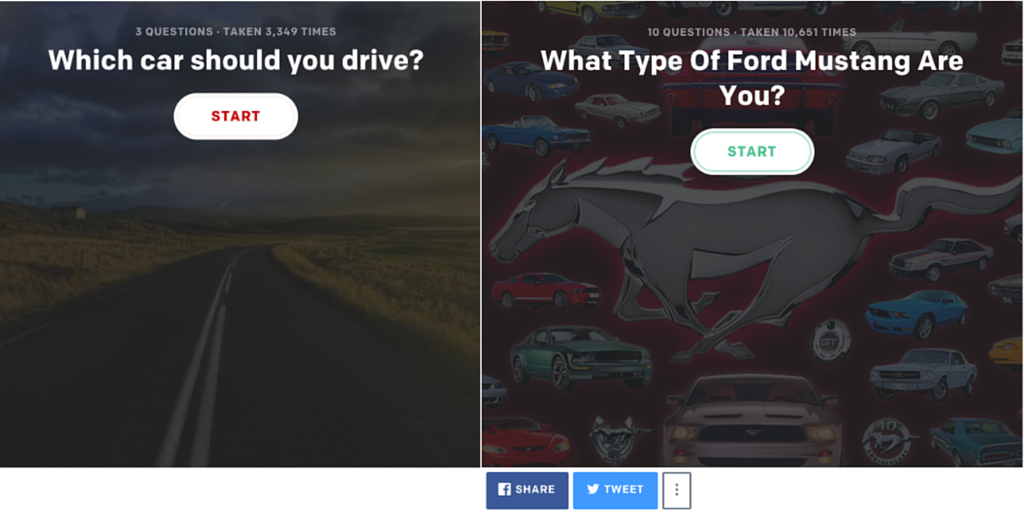 3 QUESTIONS · TAKEN 3,349 TIMES
Which car should you drive?
START
10 QUESTIONS · TAKEN 10,651 TIMES
What Type Of Ford Mustang Are
You?
START
SHARE
TWEET